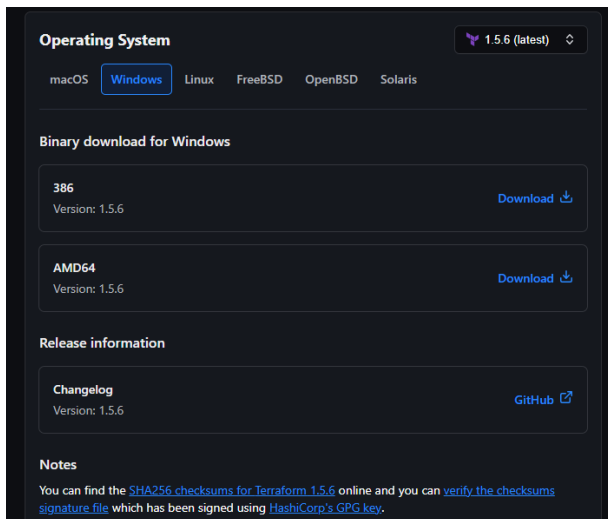 Operating System
1.5.6 (latest)
macOS Windows Linux FreeBSD OpenBSD Solaris
Binary download for Windows
386
Version: 1.5.6
Download
AMD64
Version: 1.5.6
Download
Release information
Changelog
Version: 1.5.6
GitHub
Notes
You can find the SHA256 checksums for Terraform 1.5.6 online and you can verify the checksums
signature file which has been signed using HashiCorp's GPG key.